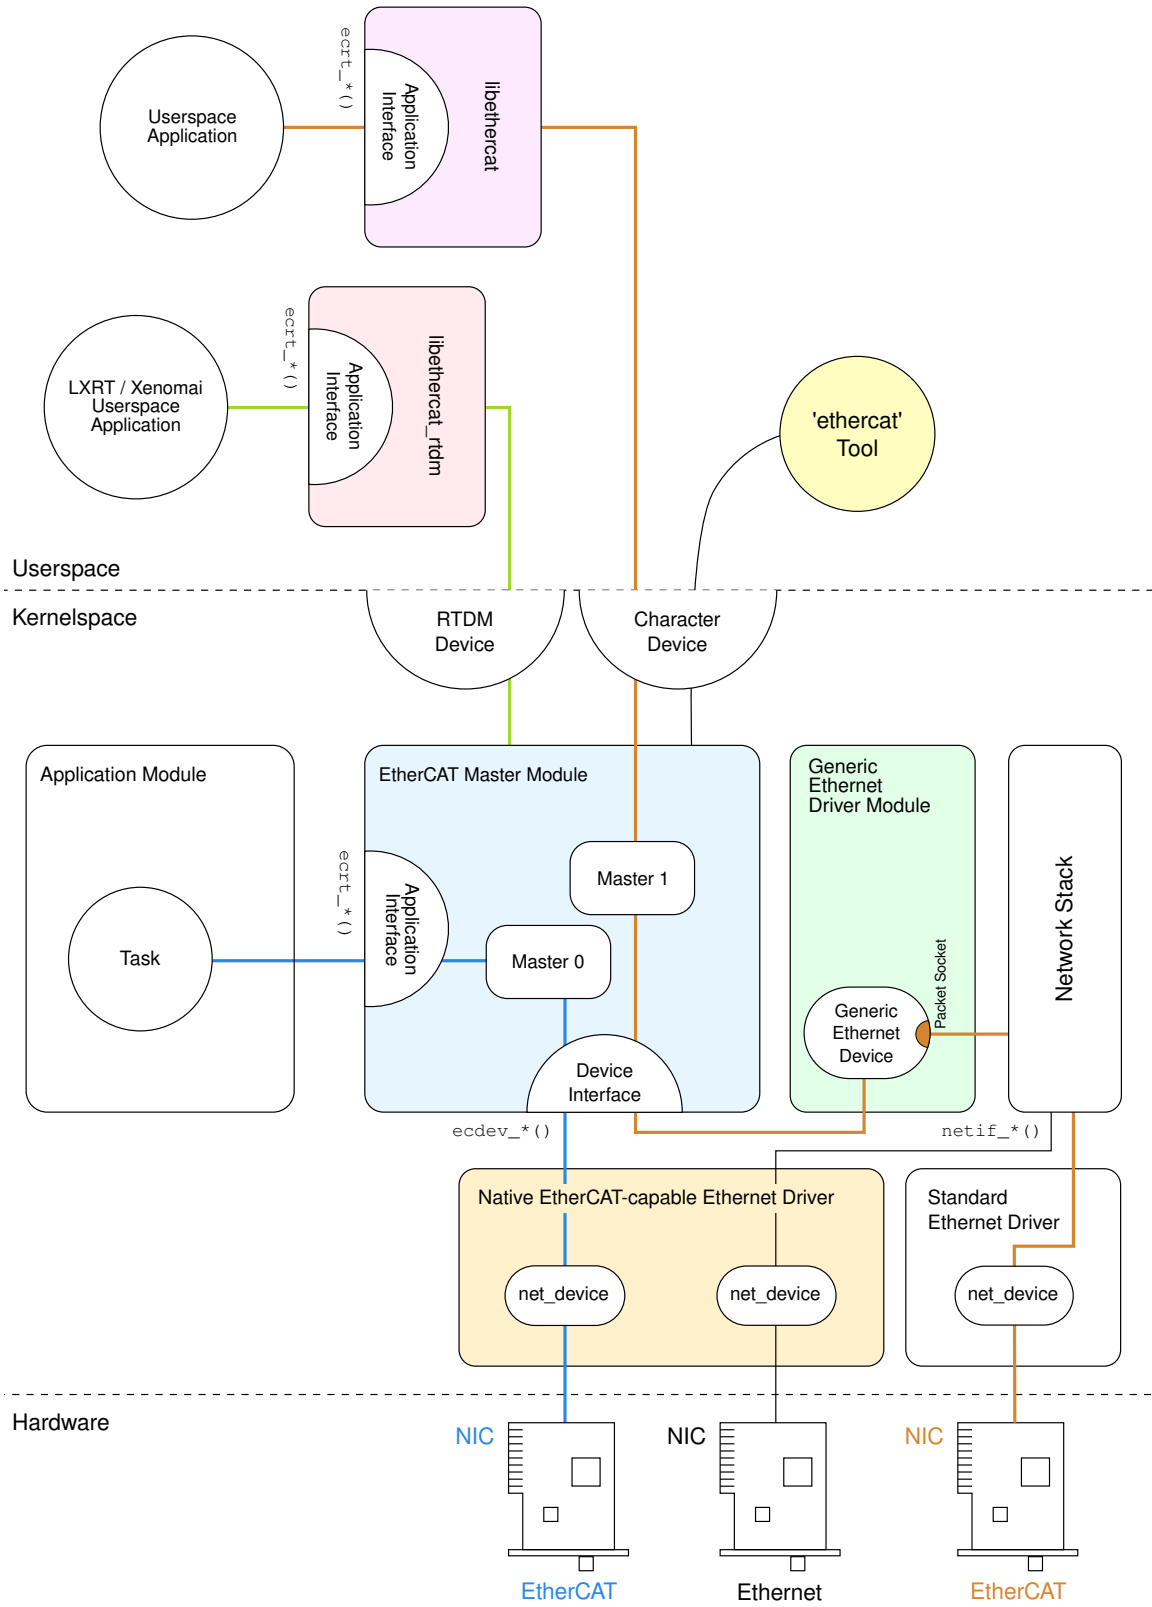 ecrt_*()
Userspace
Application
Application
Interface
libethercat
ecrt_*()
LXRT / Xenomai
Userspace
Application
Application
Interface
libethercat_rtdm
'ethercat'
Tool
Userspace
Kernelspace
RTDM
Device
Character
Device
Application Module
EtherCAT Master Module
Generic
Ethernet
Driver Module
Network Stack
ecrt_*()
Application
Interface
Master 1
Task
Master 0
Packet Socket
Generic
Ethernet
Device
Device
Interface
ecdev_*()
netif_*()
Native EtherCAT-capable Ethernet Driver
Standard
Ethernet Driver
net_device
net_device
net_device
Hardware
NIC
NIC
NIC
EtherCAT
Ethernet
EtherCAT